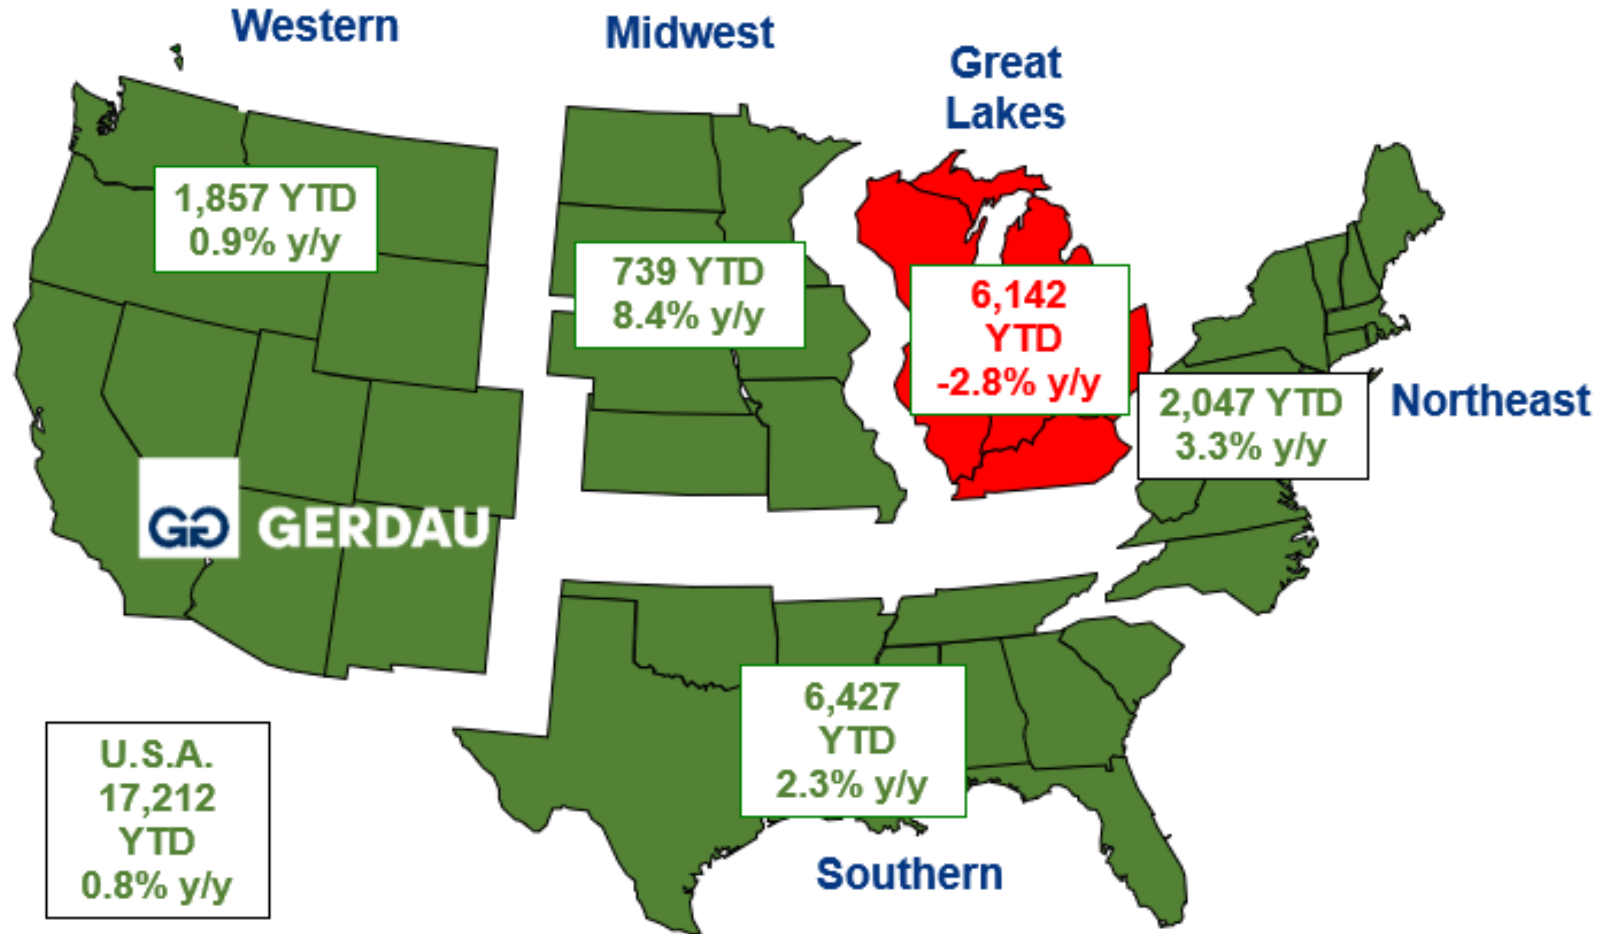 Western
Midwest
Great
Lakes
1,857 YTD
0.9% y/y
739 YTD
8.4% y/y
6,142
YTD
-2.8% y/y
2,047 YTD
3.3% y/y
Northeast
GG GERDAU
6,427
YTD
2.3% y/y
Southern
U.S.A.
17,212
YTD
0.8% y/y